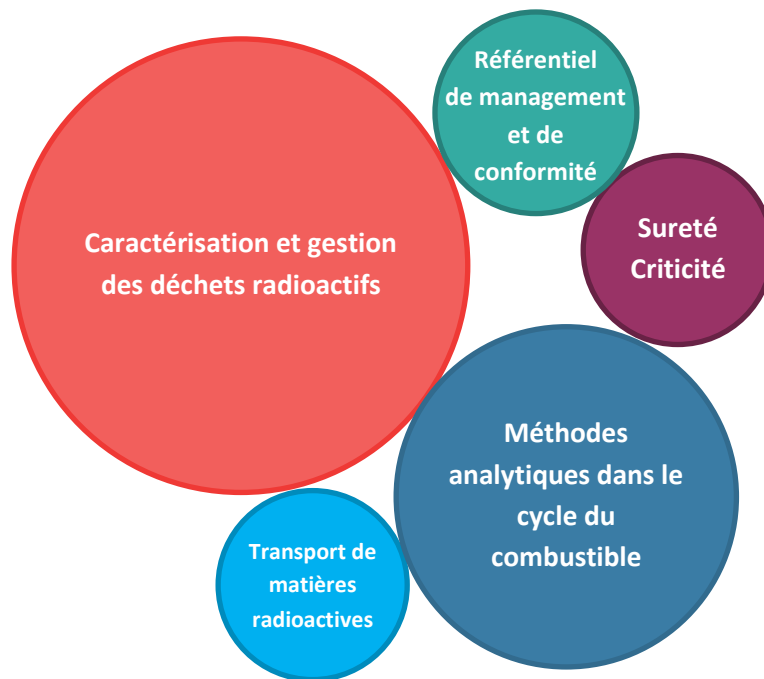 Référentiel
de management
et de
conformité
Caractérisation et gestion
des déchets radioactifs
Sureté
Criticité
Méthodes
analytiques dans le
cycle du
combustible
Transport de
matières
radioactives